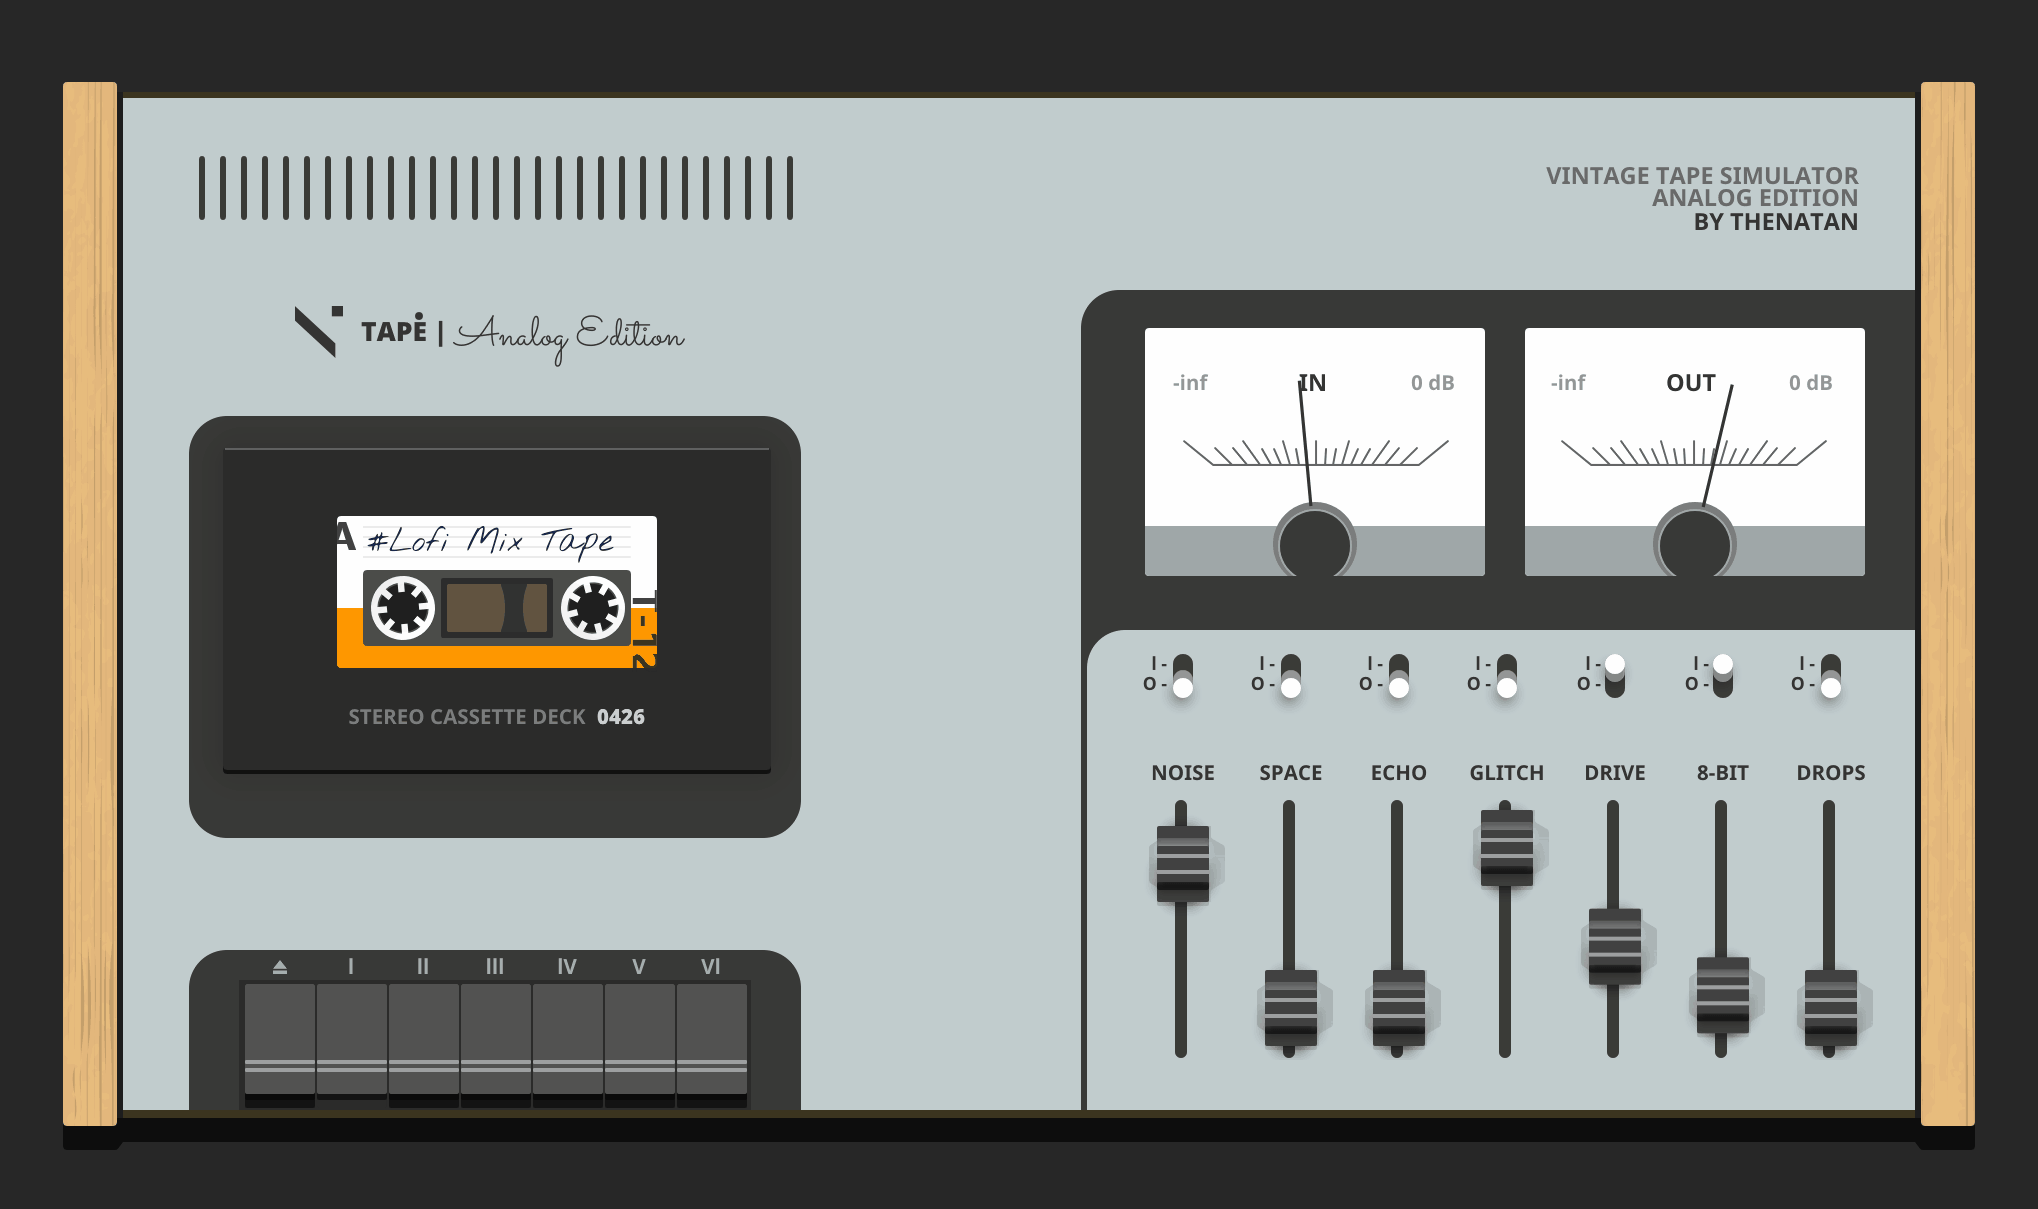 VINTAGE TAPE SIMULATOR
ANALOG EDITION
BY THENATAN
TAPE | Analog Edition
-inf IN 0 dB
-inf OUT 0 dB
A #Lofi Mix Tape
STEREO CASSETTE DECK 0426
I - I - I - I - I - I - I -
O - O - O - O - O - O - O -
NOISE SPACE ECHO GLITCH DRIVE 8-BIT DROPS
I II III IV V VI